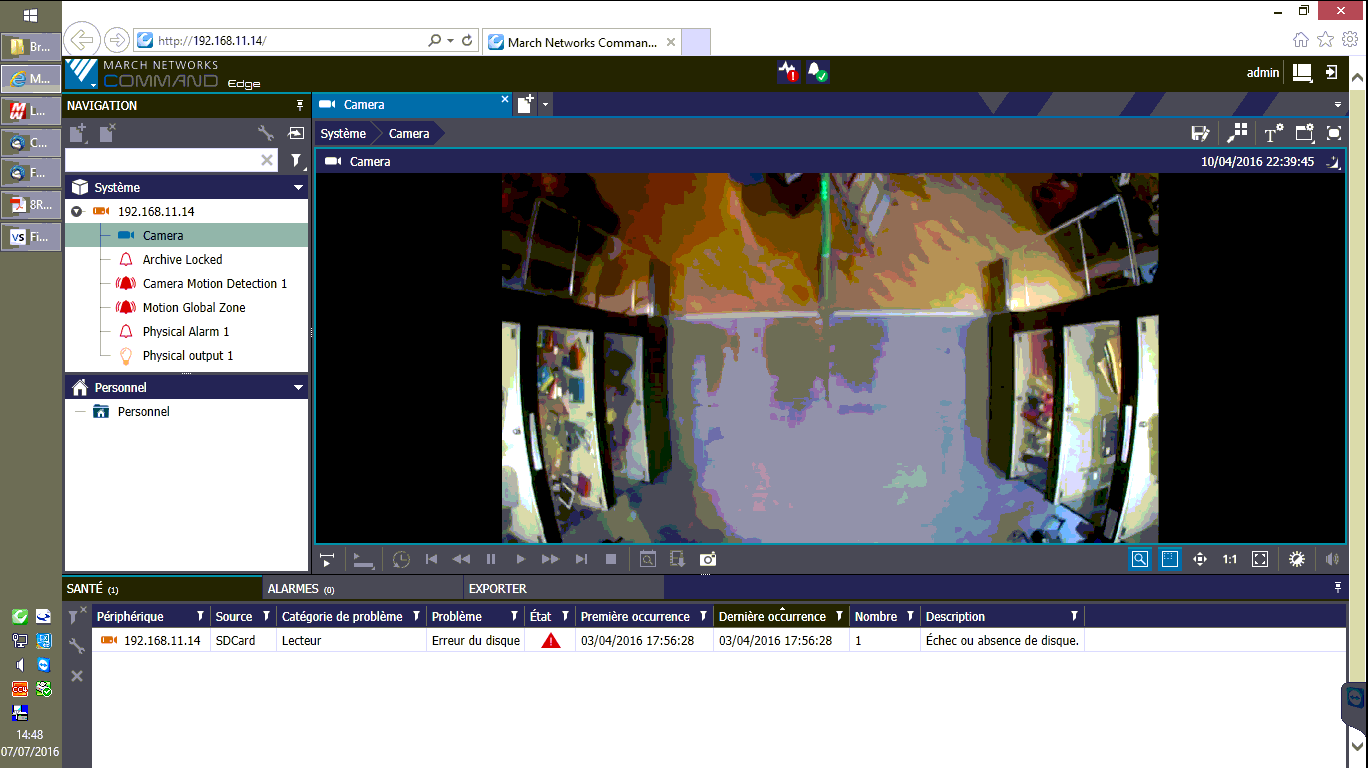 Br...
M...
L...
C...
F...
8R...
Fi...
14:48
07/07/2016
http://192.168.11.14/
March Networks Comman...
MARCH NETWORKS
COMMAND Edge
admin
NAVIGATION
Système
192.168.11.14
Camera
Archive Locked
Camera Motion Detection 1
Motion Global Zone
Physical Alarm 1
Physical output 1
Personnel
Personnel
Camera
Système Camera
Camera 10/04/2016 22:39:45
1:1
SANTÉ (1) ALARMES (0) EXPORTER
Périphérique Source Catégorie de problème Problème État Première occurrence Dernière occurrence Nombre Description
192.168.11.14 SDCard Lecteur Erreur du disque 03/04/2016 17:56:28 03/04/2016 17:56:28 1 Échec ou absence de disque.